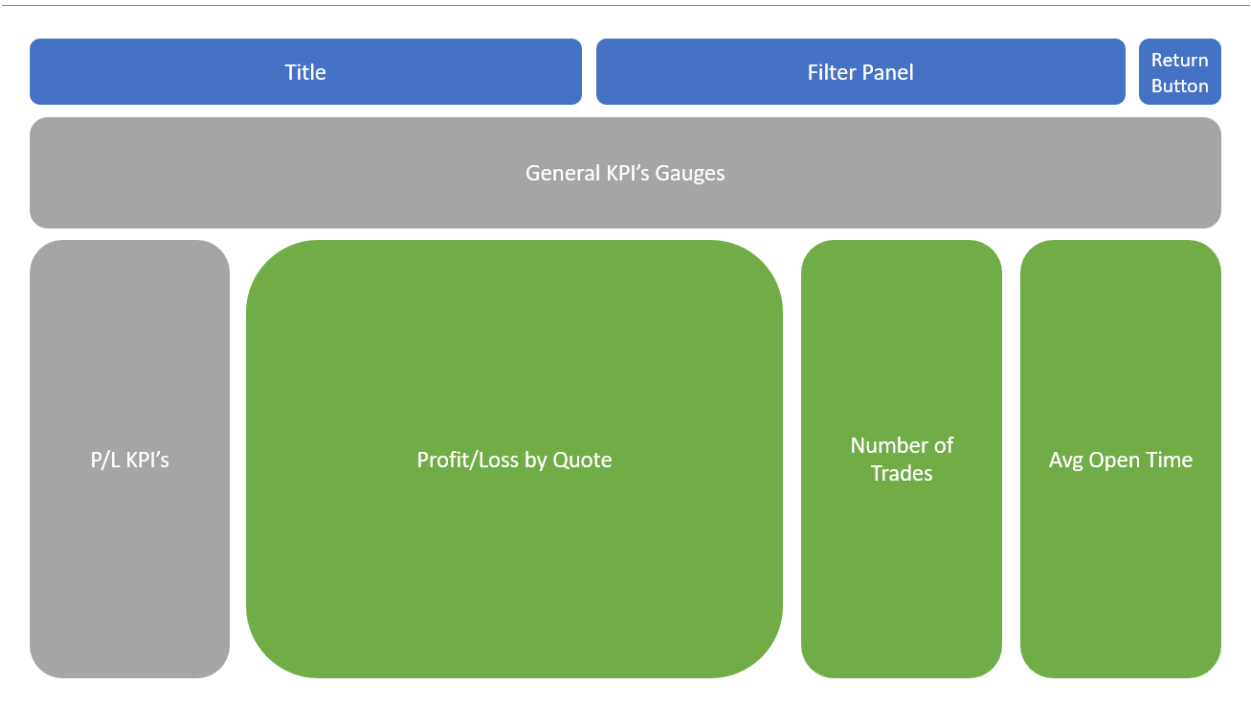 Title
Filter Panel
Return
Button
General KPI’s Gauges
P/L KPI’s
Profit/Loss by Quote
Number of
Trades
Avg Open Time